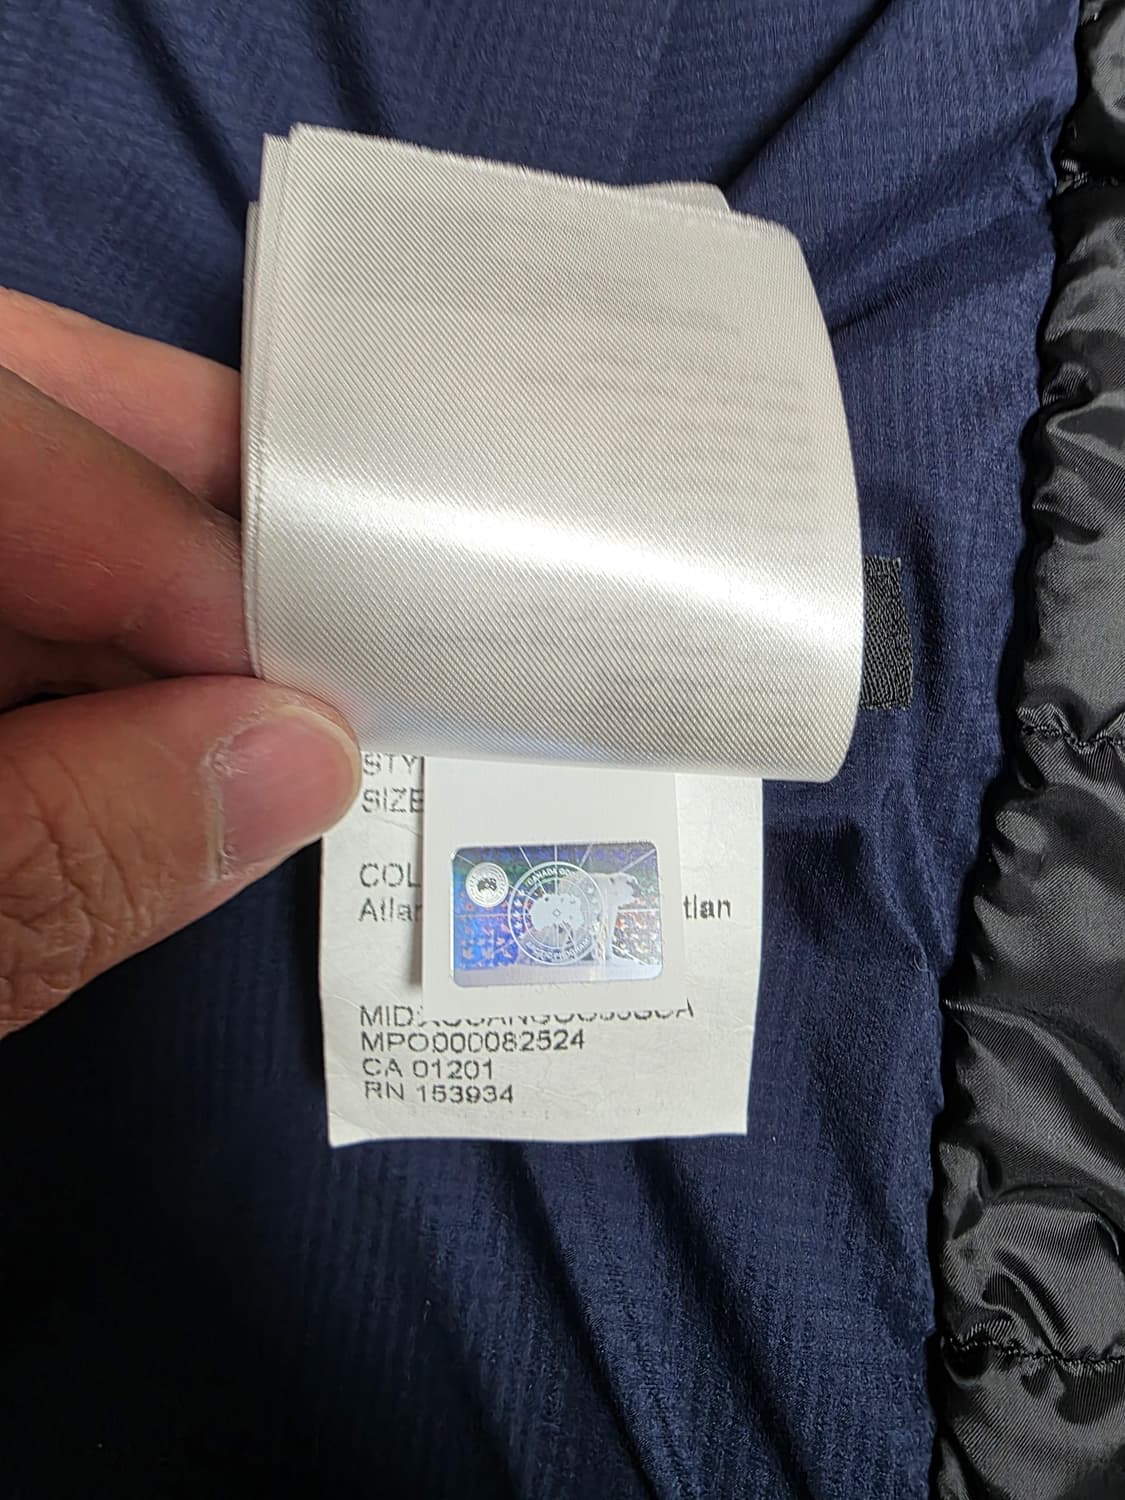 STY
SIZE
COL
Atlan tlan
MPO000082524
CA 01201
RN 153934